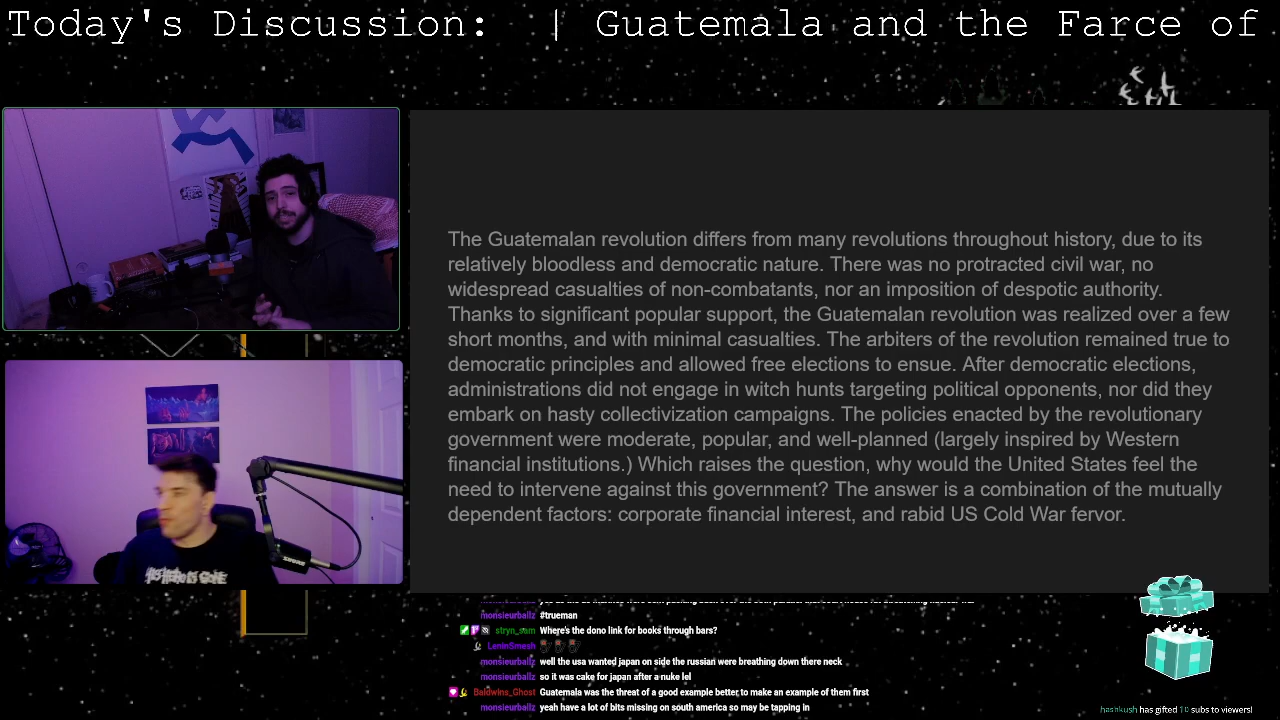 Today's Discussion:  | Guatemala and the Farce of
The Guatemalan revolution differs from many revolutions throughout history, due to its
relatively bloodless and democratic nature. There was no protracted civil war, no
widespread casualties of non-combatants, nor an imposition of despotic authority.
Thanks to significant popular support, the Guatemalan revolution was realized over a few
short months, and with minimal casualties. The arbiters of the revolution remained true to
democratic principles and allowed free elections to ensue. After democratic elections,
administrations did not engage in witch hunts targeting political opponents, nor did they
embark on hasty collectivization campaigns. The policies enacted by the revolutionary
government were moderate, popular, and well-planned (largely inspired by Western
financial institutions.) Which raises the question, why would the United States feel the
need to intervene against this government? The answer is a combination of the mutually
dependent factors: corporate financial interest, and rabid US Cold War fervor.
SHURE
monsieurballz #trueman
stryn_sam Where's the dono link for books through bars?
LeninSmesh
monsieurballz well the usa wanted japan on side the russian were breathing down there neck
monsieurballz so it was cake for japan after a nuke lel
Baldwins_Ghost Guatemala was the threat of a good example better to make an example of them first
monsieurballz yeah have a lot of bits missing on south america so may be tapping in
hashkush has gifted 10 subs to viewers!